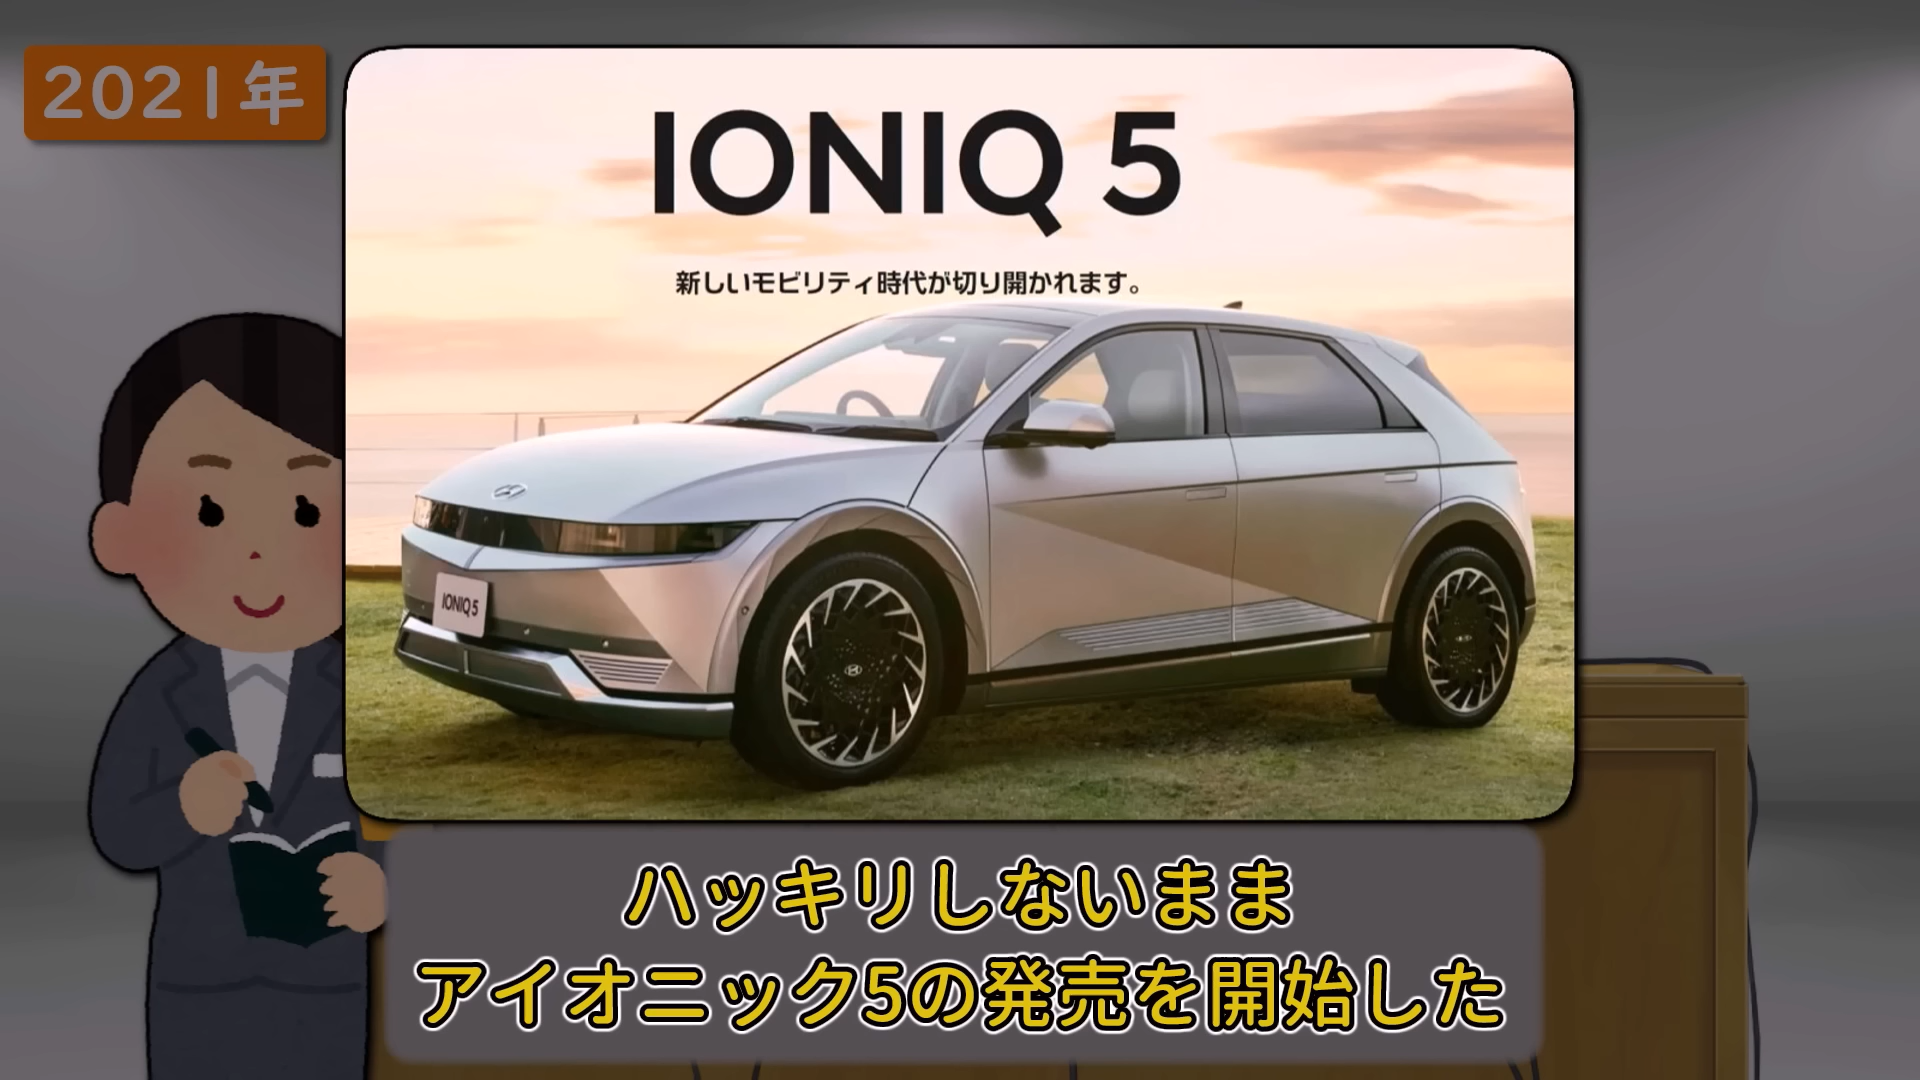 2021年
IONIQ 5
新しいモビリティ時代が切り開かれます。
IONIQ 5
ハッキリしないまま
アイオニック5の発売を開始した